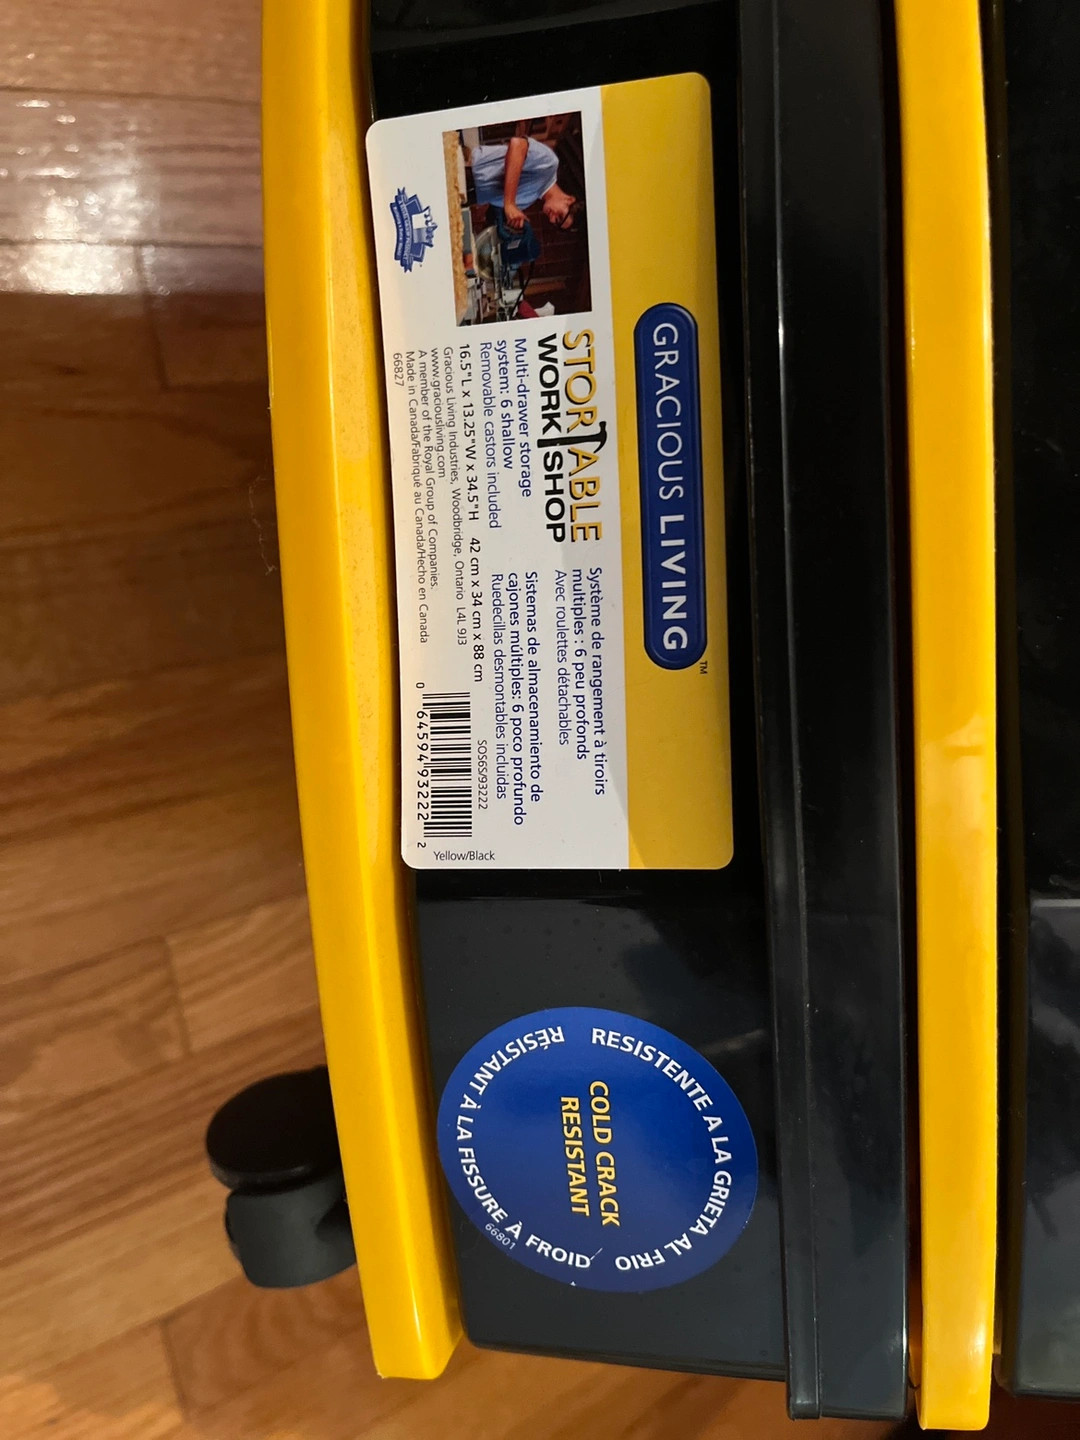 GRACIOUS LIVING
TM
STORTABLE
WORKSHOP
Multi-drawer storage
system: 6 shallow
Removable castors included
Système de rangement à tiroirs
multiples : 6 peu profonds
Avec roulettes détachables
Sistemas de almacenamiento de
cajones múltiples: 6 poco profundo
Ruedecillas desmontables incluidas
16.5"L x 13.25"W x 34.5"H 42 cm x 34 cm x 88 cm
Gracious Living Industries, Woodbridge, Ontario L4L 9J3
www.graciousliving.com
A member of the Royal Group of Companies.
Made in Canada/Fabriqué au Canada/Hecho en Canada
66827
SOS6S/93222
0 64594 93222 2
Yellow/Black
RESISTENTE A LA GRIETA AL FRIO
COLD CRACK
RESISTANT
RÉSISTANT À LA FISSURE À FROID
66801